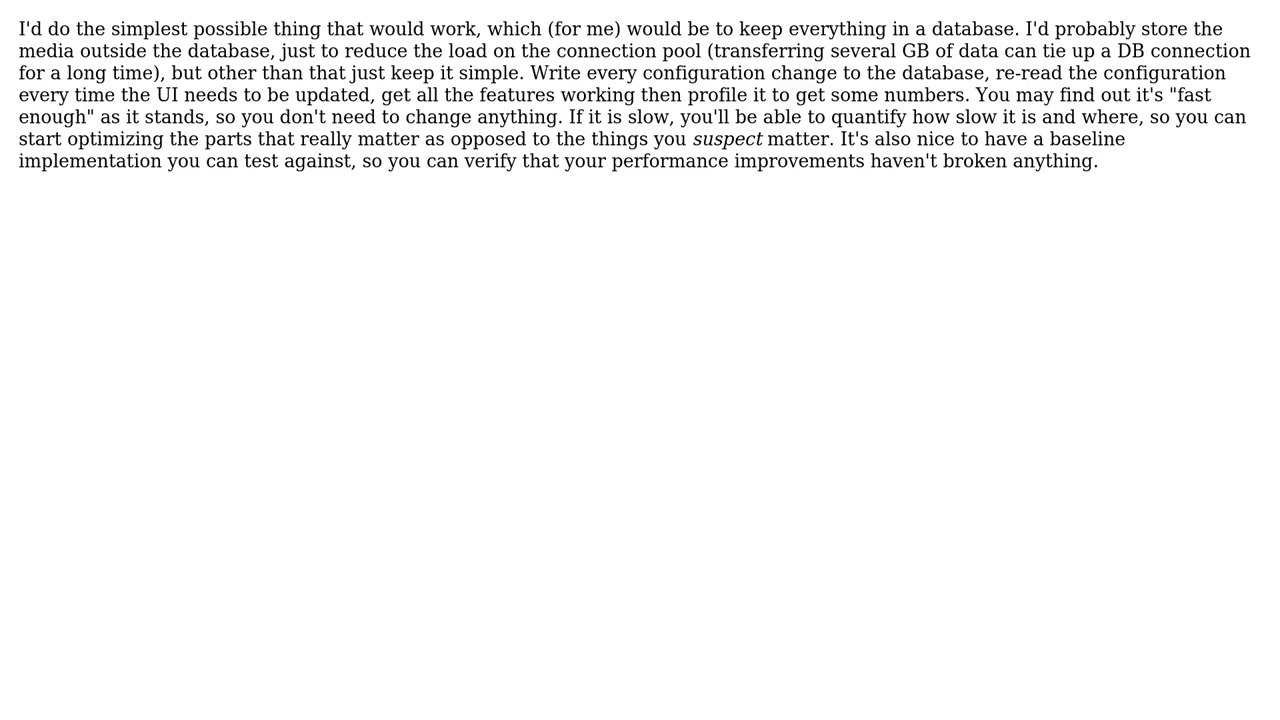 I'd do the simplest possible thing that would work, which (for me) would be to keep everything in a database. I'd probably store the
media outside the database, just to reduce the load on the connection pool (transferring several GB of data can tie up a DB connection
for a long time), but other than that just keep it simple. Write every configuration change to the database, re-read the configuration
every time the UI needs to be updated, get all the features working then profile it to get some numbers. You may find out it's "fast
enough" as it stands, so you don't need to change anything. If it is slow, you'll be able to quantify how slow it is and where, so you can
start optimizing the parts that really matter as opposed to the things you suspect matter. It's also nice to have a baseline
implementation you can test against, so you can verify that your performance improvements haven't broken anything.